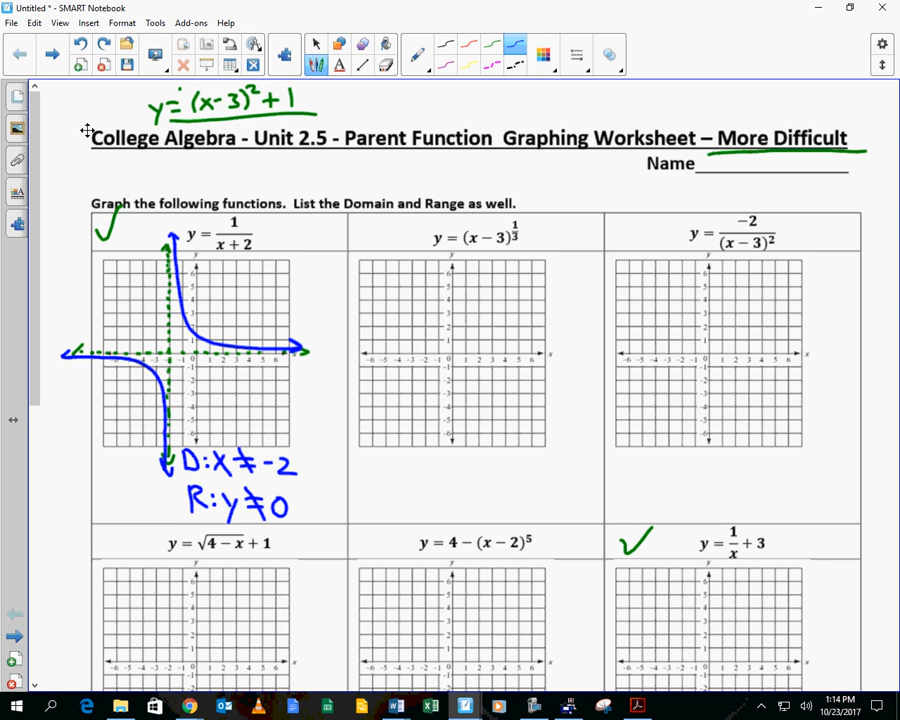 Untitled * - SMART Notebook
File Edit View Insert Format Tools Add-ons Help
y = (x-3)² + 1
College Algebra - Unit 2.5 - Parent Function Graphing Worksheet – More Difficult
Name
Graph the following functions. List the Domain and Range as well.
y = 1/(x + 2)
y = (x − 3)^(1/3)
y = −2/(x − 3)²
D: x ≠ -2
R: y ≠ 0
y = √(4 − x) + 1
y = 4 − (x − 2)⁵
y = 1/x + 3
1:14 PM
10/23/2017